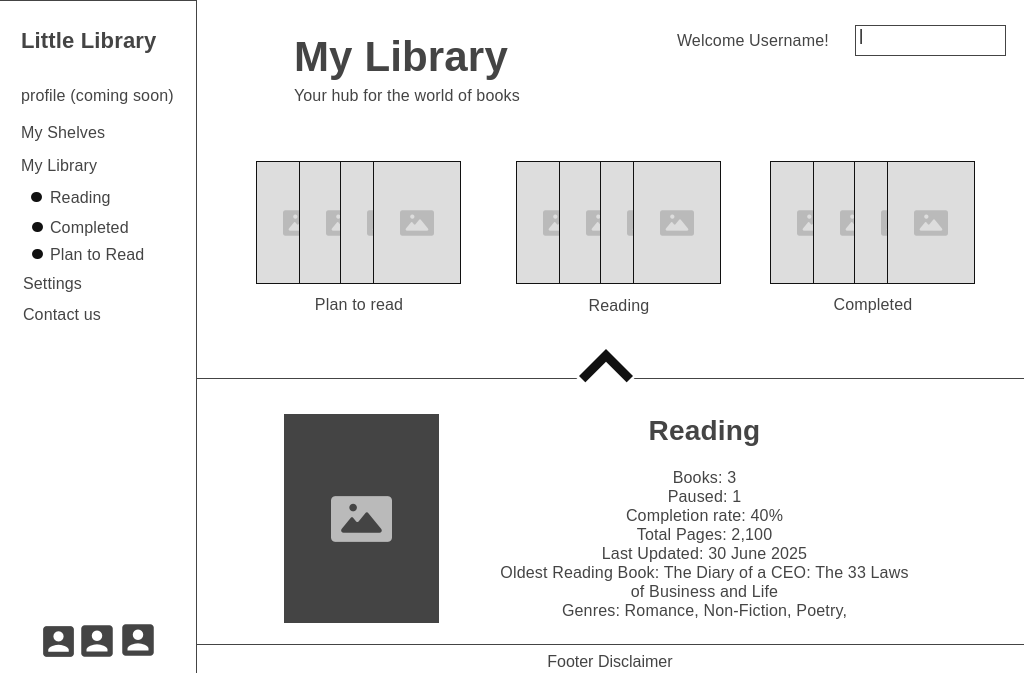 Little Library
profile (coming soon)
My Shelves
My Library
Reading
Completed
Plan to Read
Settings
Contact us
My Library
Your hub for the world of books
Welcome Username!
Plan to read
Reading
Completed
Reading
Books: 3
Paused: 1
Completion rate: 40%
Total Pages: 2,100
Last Updated: 30 June 2025
Oldest Reading Book: The Diary of a CEO: The 33 Laws
of Business and Life
Genres: Romance, Non-Fiction, Poetry,
Footer Disclaimer